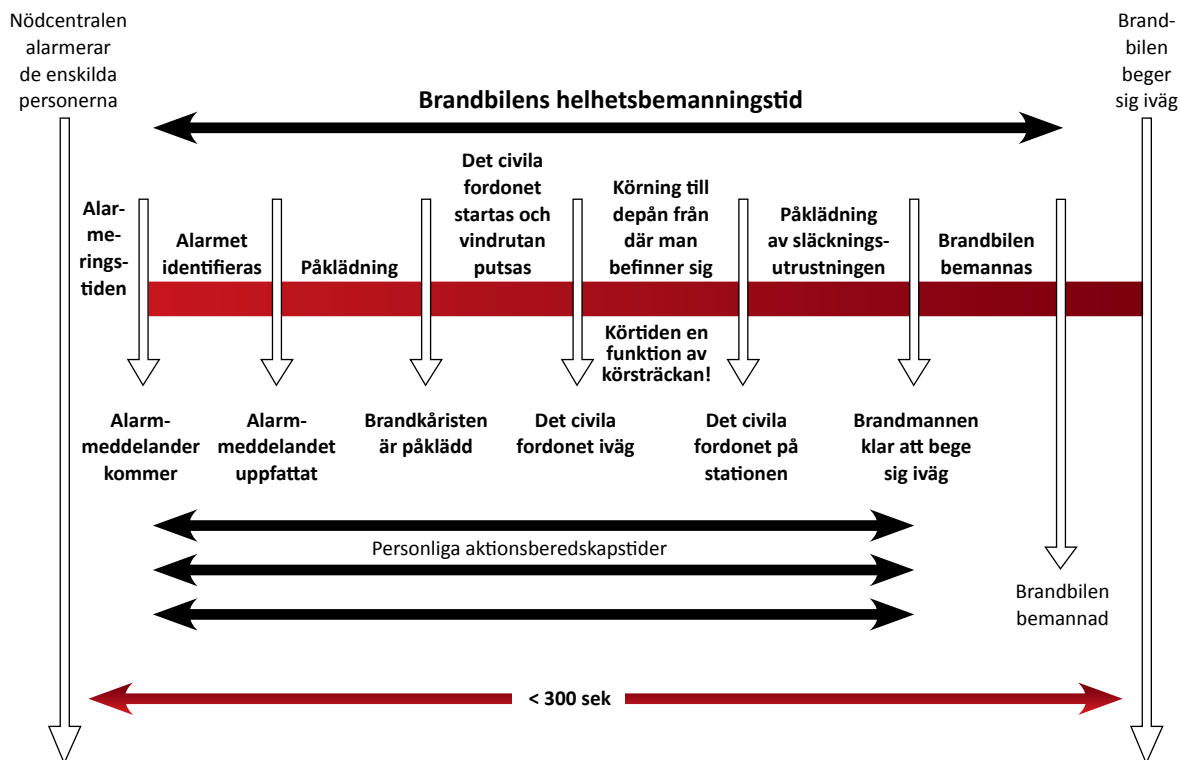 Nödcentralen
alarmerar
de enskilda
personerna
Brand-
bilen
beger
sig iväg
Brandbilens helhetsbemanningstid
Alar-
me-
rings-
tiden
Alarmet
identifieras
Påklädning
Det civila
fordonet
startas och
vindrutan
putsas
Körning till
depån från
där man
befinner sig
Påklädning
av släcknings-
utrustningen
Brandbilen
bemannas
Körtiden en
funktion av
körsträckan!
Alarm-
meddelander
kommer
Alarm-
meddelandet
uppfattat
Brandkåristen
är påklädd
Det civila
fordonet iväg
Det civila
fordonet på
stationen
Brandmannen
klar att bege
sig iväg
Personliga aktionsberedskapstider
Brandbilen
bemannad
< 300 sek